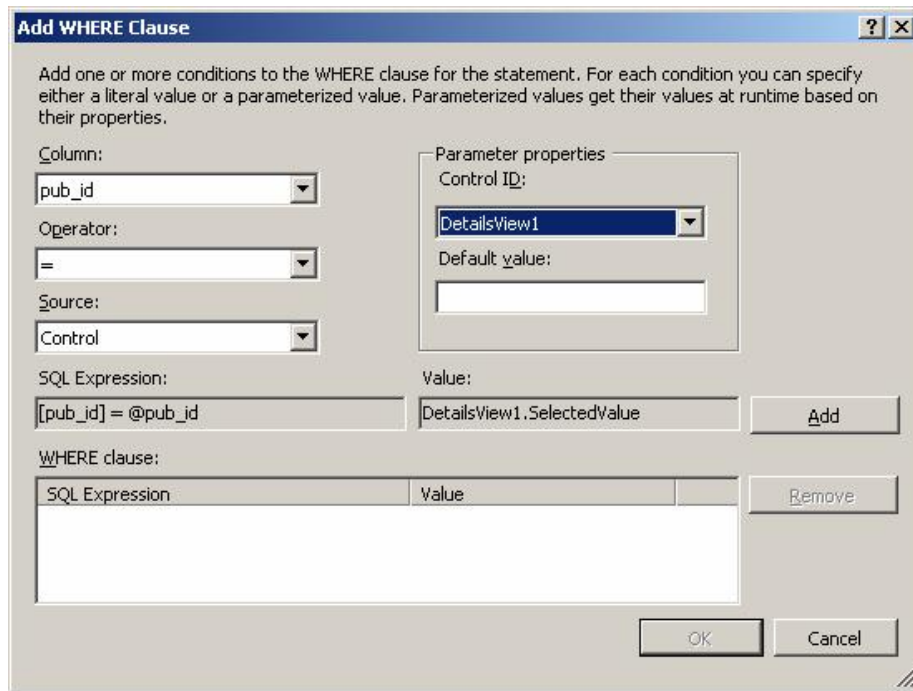 Add WHERE Clause
Add one or more conditions to the WHERE clause for the statement. For each condition you can specify
either a literal value or a parameterized value. Parameterized values get their values at runtime based on
their properties.
Column:
pub_id
Operator:
=
Source:
Control
Parameter properties
Control ID:
DetailsView1
Default value:
SQL Expression:
[pub_id] = @pub_id
Value:
DetailsView1.SelectedValue
Add
WHERE clause:
SQL Expression Value
Remove
OK Cancel